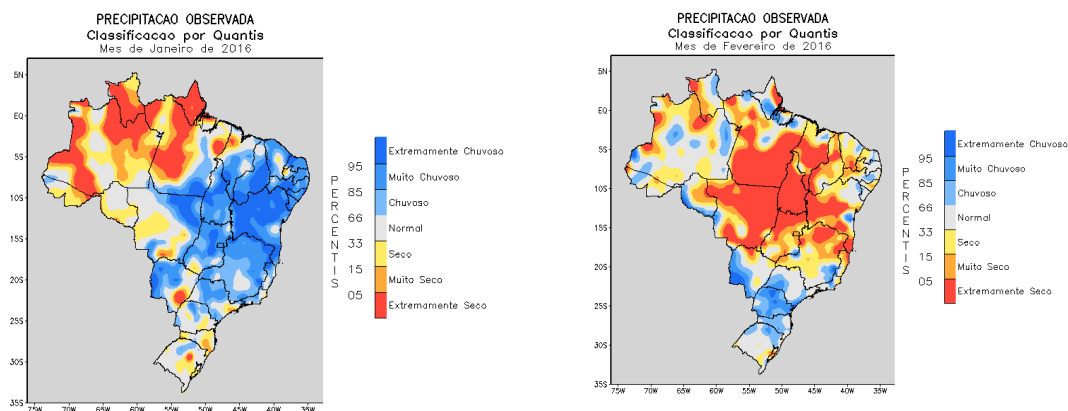 PRECIPITACAO OBSERVADA
Classificacao por Quantis
Mes de Janeiro de 2016
5N
EQ
5S
10S
15S
20S
25S
30S
35S
75W 70W 65W 60W 55W 50W 45W 40W 35W
PERCENTIS
95
85
66
33
15
05
Extremamente Chuvoso
Muito Chuvoso
Chuvoso
Normal
Seco
Muito Seco
Extremamente Seco
PRECIPITACAO OBSERVADA
Classificacao por Quantis
Mes de Fevereiro de 2016
5N
EQ
5S
10S
15S
20S
25S
30S
35S
75W 70W 65W 60W 55W 50W 45W 40W 35W
PERCENTIS
95
85
66
33
15
05
Extremamente Chuvoso
Muito Chuvoso
Chuvoso
Normal
Seco
Muito Seco
Extremamente Seco